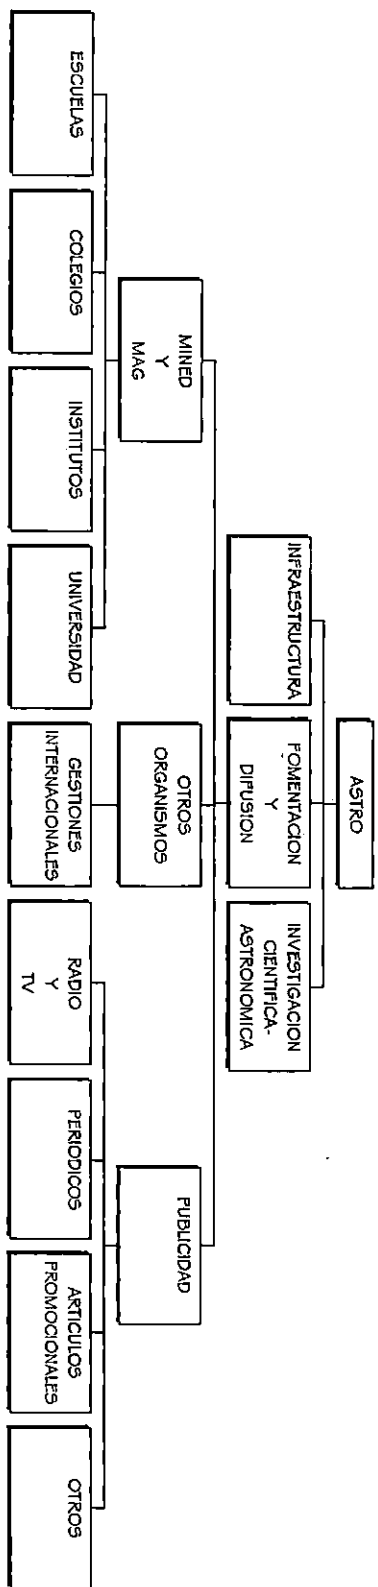 ASTRO
INFRAESTRUCTURA
FOMENTACION
Y
DIFUSION
INVESTIGACION
CIENTIFICA-
ASTRONOMICA
MINED
Y
MAG
OTROS
ORGANISMOS
PUBLICIDAD
ESCUELAS
COLEGIOS
INSTITUTOS
UNIVERSIDAD
GESTIONES
INTERNACIONALES
RADIO
Y
TV
PERIODICOS
ARTICULOS
PROMOCIONALES
OTROS